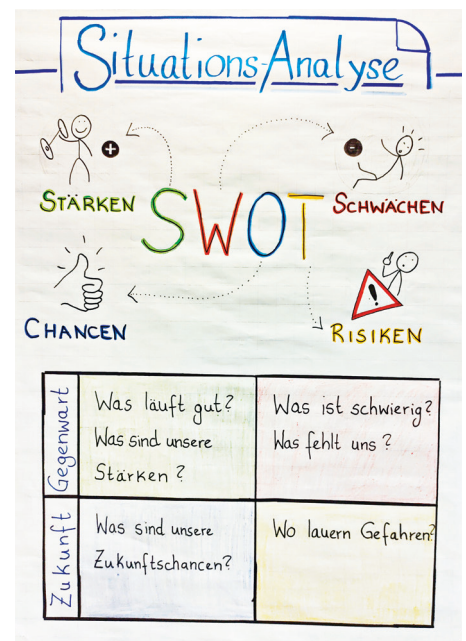 Situations-Analyse
+
-
STÄRKEN
SWOT
SCHWÄCHEN
!
CHANCEN
RISIKEN
Gegenwart
Was läuft gut?
Was sind unsere
Stärken?
Was ist schwierig?
Was fehlt uns?
Zukunft
Was sind unsere
Zukunftschancen?
Wo lauern Gefahren?